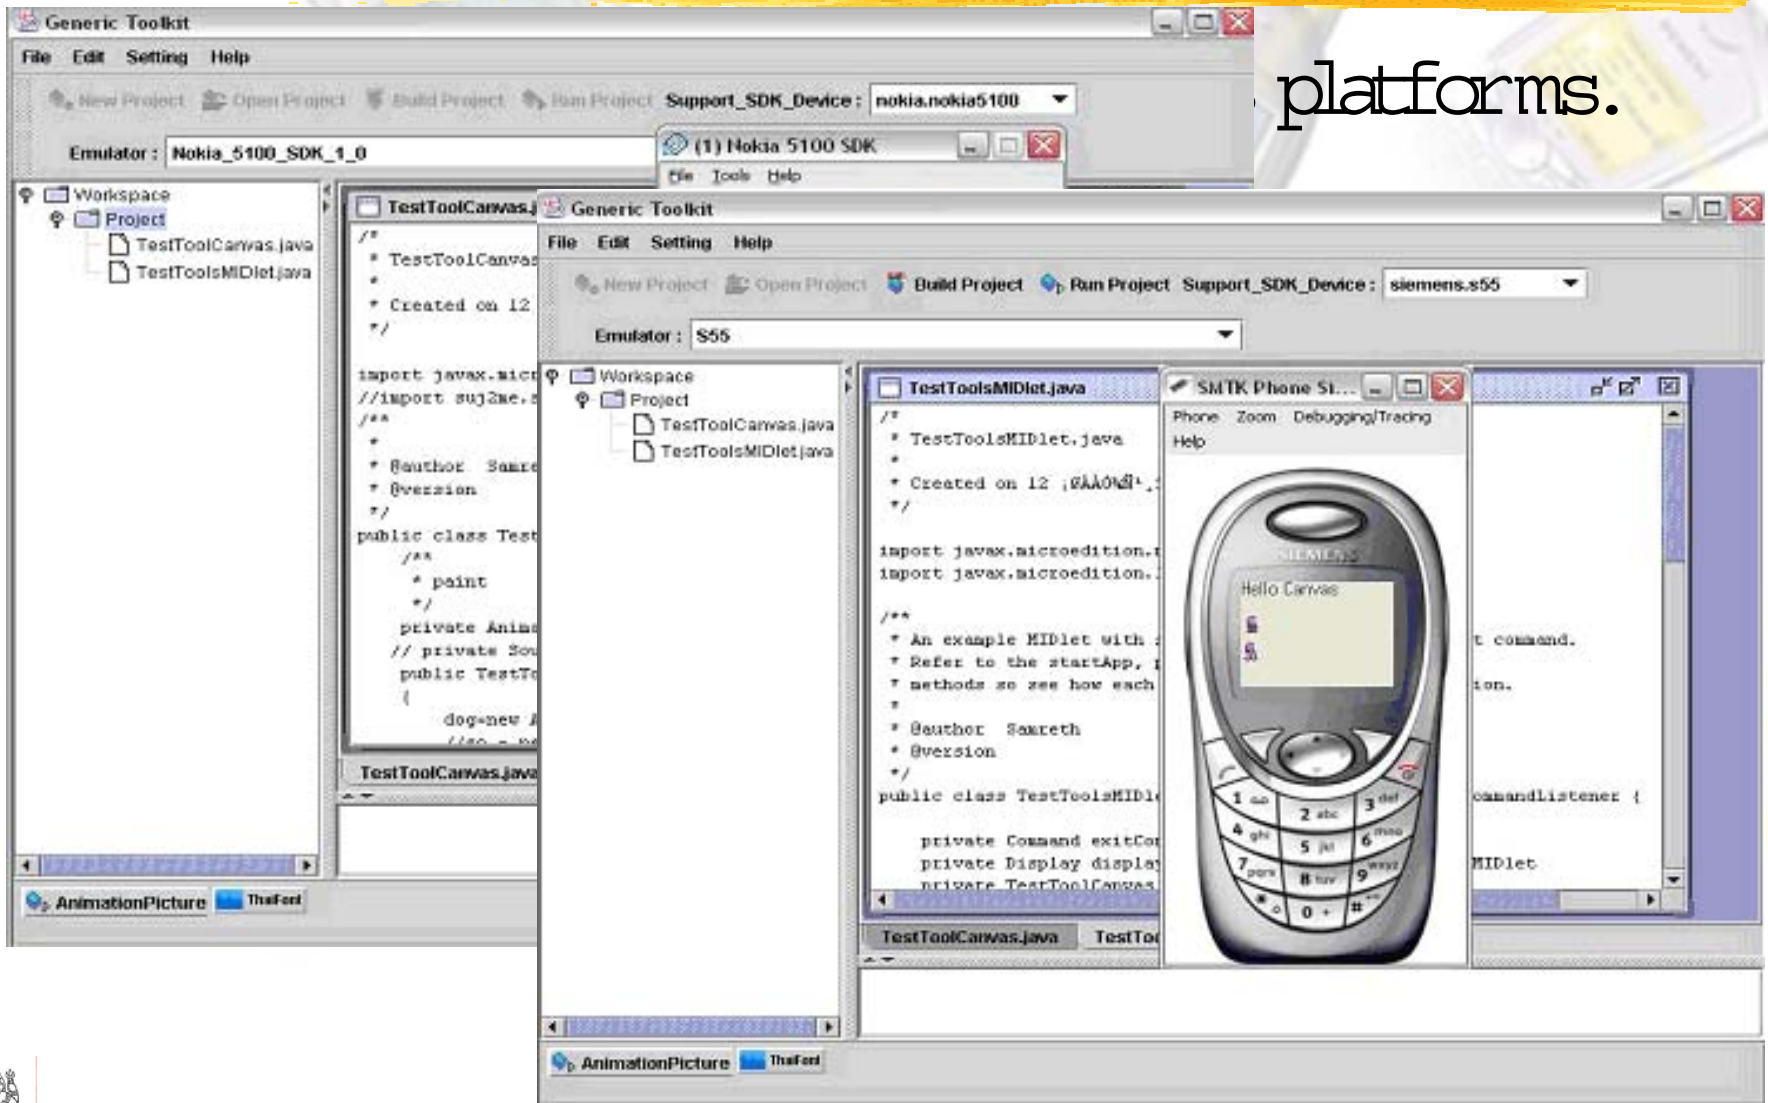 platforms.
Generic Toolkit
File Edit Setting Help
New Project Open Project Build Project Run Project Support_SDK_Device : nokia.nokia5100
Emulator : Nokia_5100_SDK_1_0
(1) Nokia 5100 SDK
File Tools Help
Workspace
Project
TestToolCanvas.java
TestToolsMIDlet.java
TestToolCanvas.j
/*
* TestToolCanvas
*
* Created on 12
*/
import javax.micr
//import suj2me.s
/**
*
* @author Samre
* @version
*/
public class Test
/**
* paint
*/
private Anima
// private Sou
public TestTo
{
dog=new A
TestToolCanvas.java
AnimationPicture ThaiFont
Generic Toolkit
File Edit Setting Help
New Project Open Project Build Project Run Project Support_SDK_Device : siemens.s55
Emulator : S55
Workspace
Project
TestToolCanvas.java
TestToolsMIDlet.java
TestToolsMIDlet.java
/*
* TestToolsMIDlet.java
*
* Created on 12
*/
import javax.microedition.
import javax.microedition.
/**
* An example MIDlet with s t command.
* Refer to the startApp, p
* methods so see how each ion.
*
* @author Samreth
* @version
*/
public class TestToolsMIDl ommandListener {
private Command exitCom
private Display display MIDlet
private TestToolCanvas
TestToolCanvas.java TestToo
AnimationPicture ThaiFont
SMTK Phone Si...
Phone Zoom Debugging/Tracing
Help
SIEMENS
Hello Canvas
1 2 abc 3 def
4 ghi 5 jkl 6 mno
7 pqrs 8 tuv 9 wxyz
* 0 + #